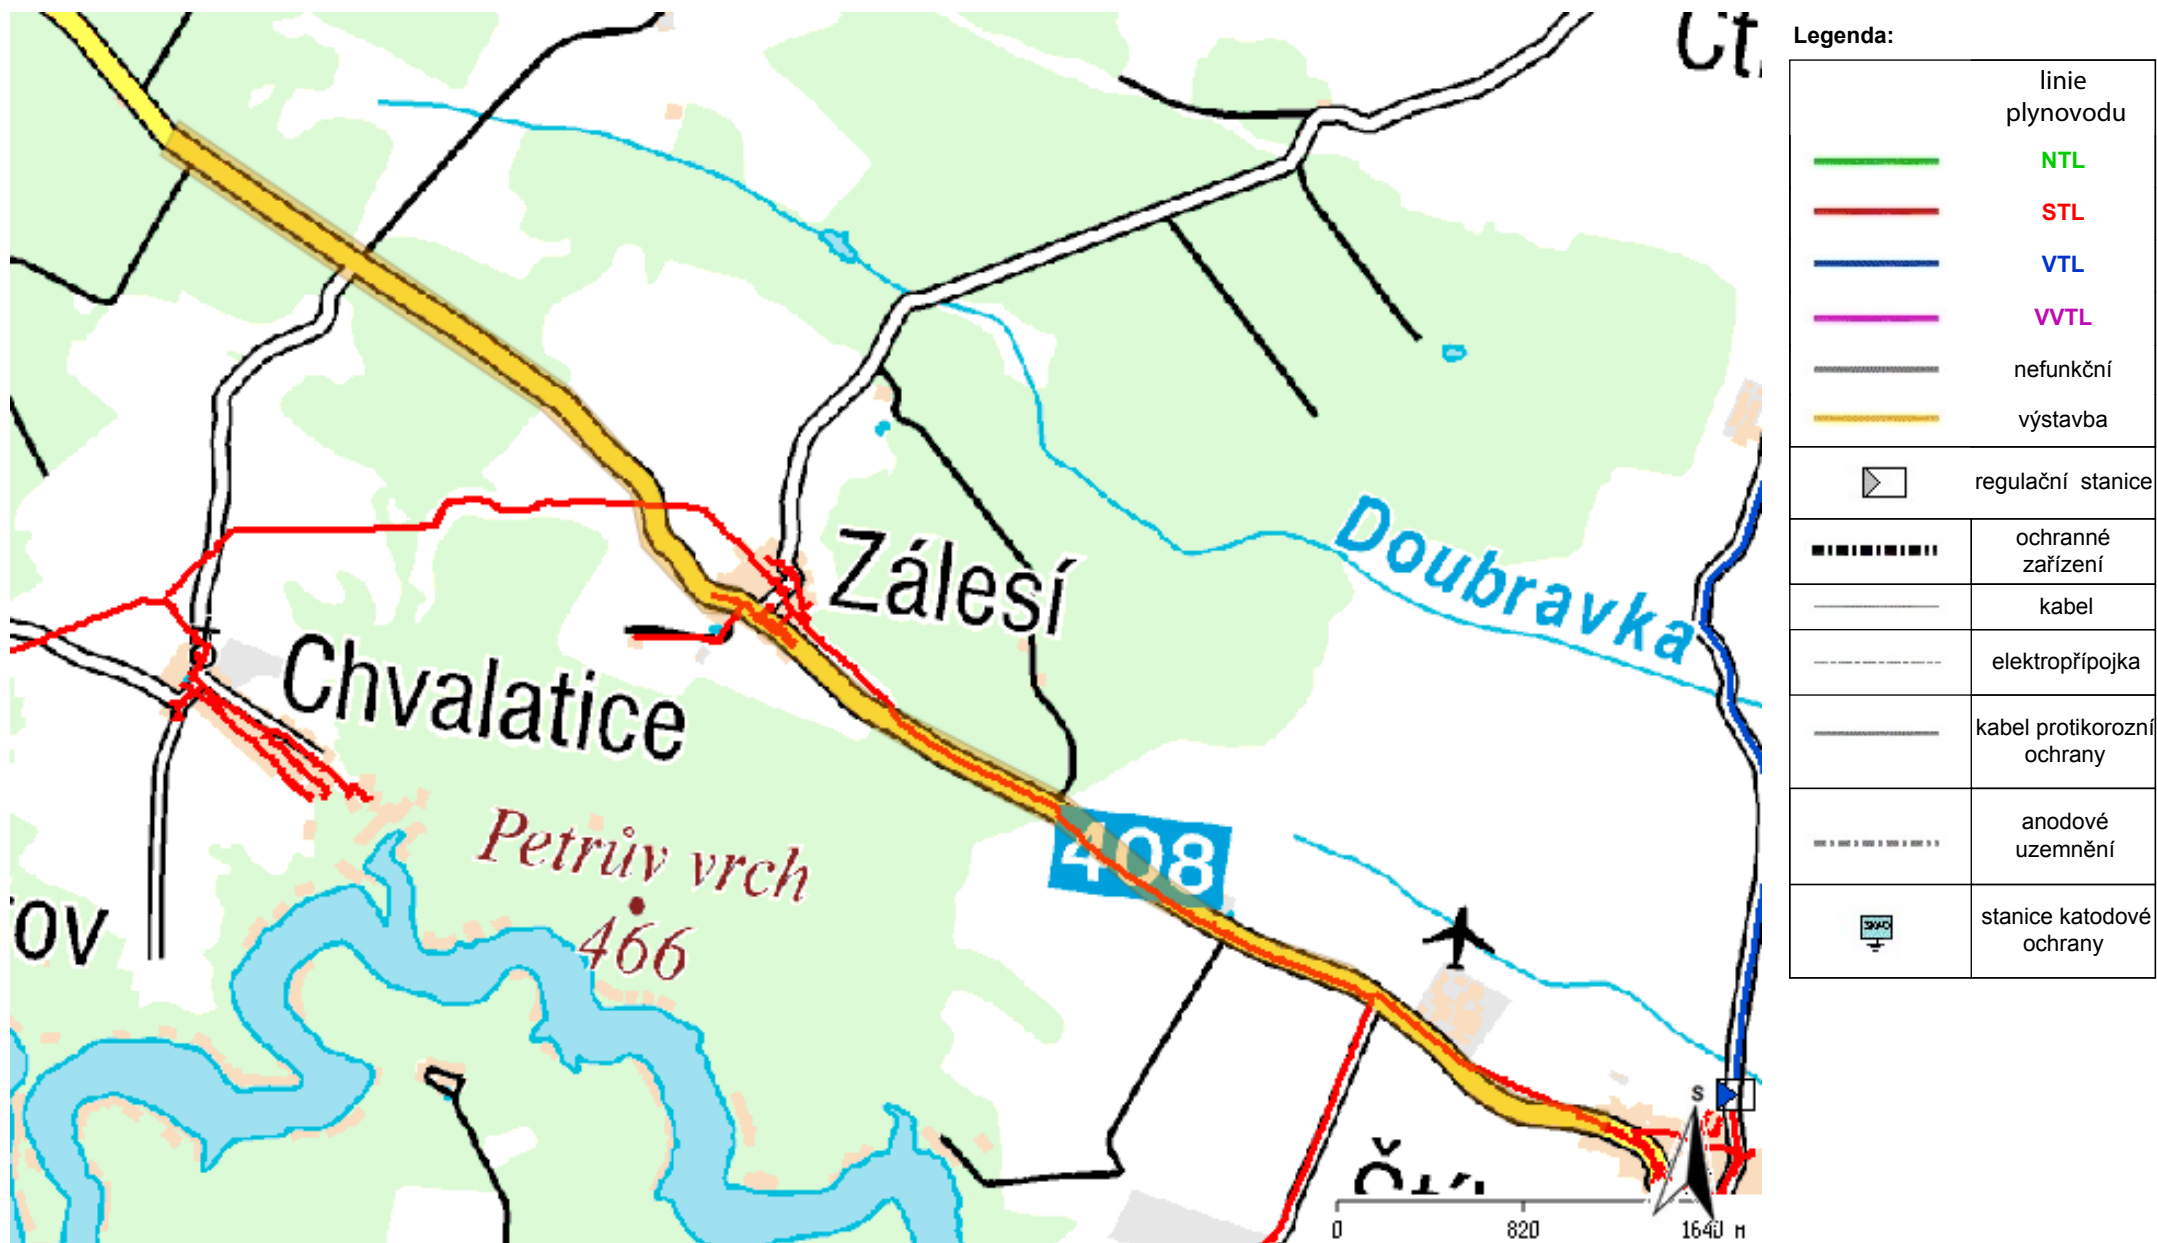 Zálesí
Doubravka
Chvalatice
Petrův vrch
466
408
ov
S
0 820 1640 м
Legenda:
linie
plynovodu
NTL
STL
VTL
VVTL
nefunkční
výstavba
regulační stanice
ochranné
zařízení
kabel
elektropřípojka
kabel protikorozní
ochrany
anodové
uzemnění
stanice katodové
ochrany